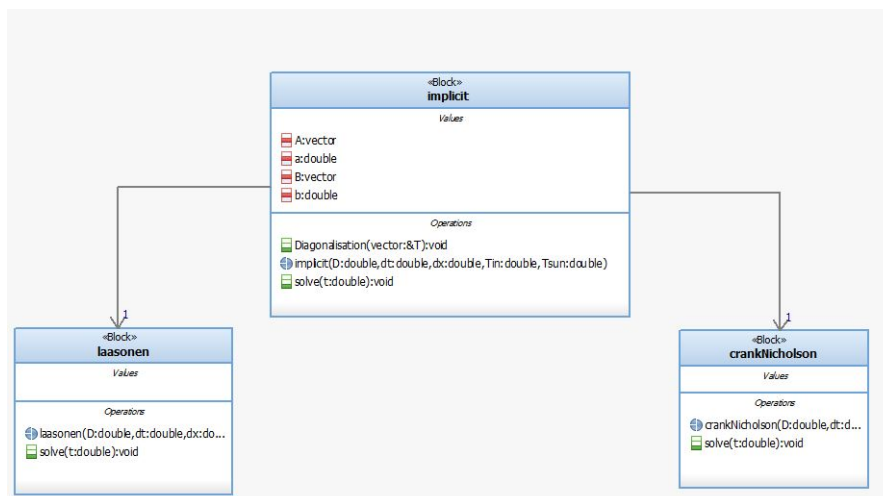 «Block»
implicit
Values
A:vector
a:double
B:vector
b:double
Operations
Diagonalisation(vector:&T):void
implicit(D:double,dt:double,dx:double,Tin:double,Tsun:double)
solve(t:double):void
1
1
«Block»
laasonen
Values
Operations
laasonen(D:double,dt:double,dx:do...
solve(t:double):void
«Block»
crankNicholson
Values
Operations
crankNicholson(D:double,dt:d...
solve(t:double):void